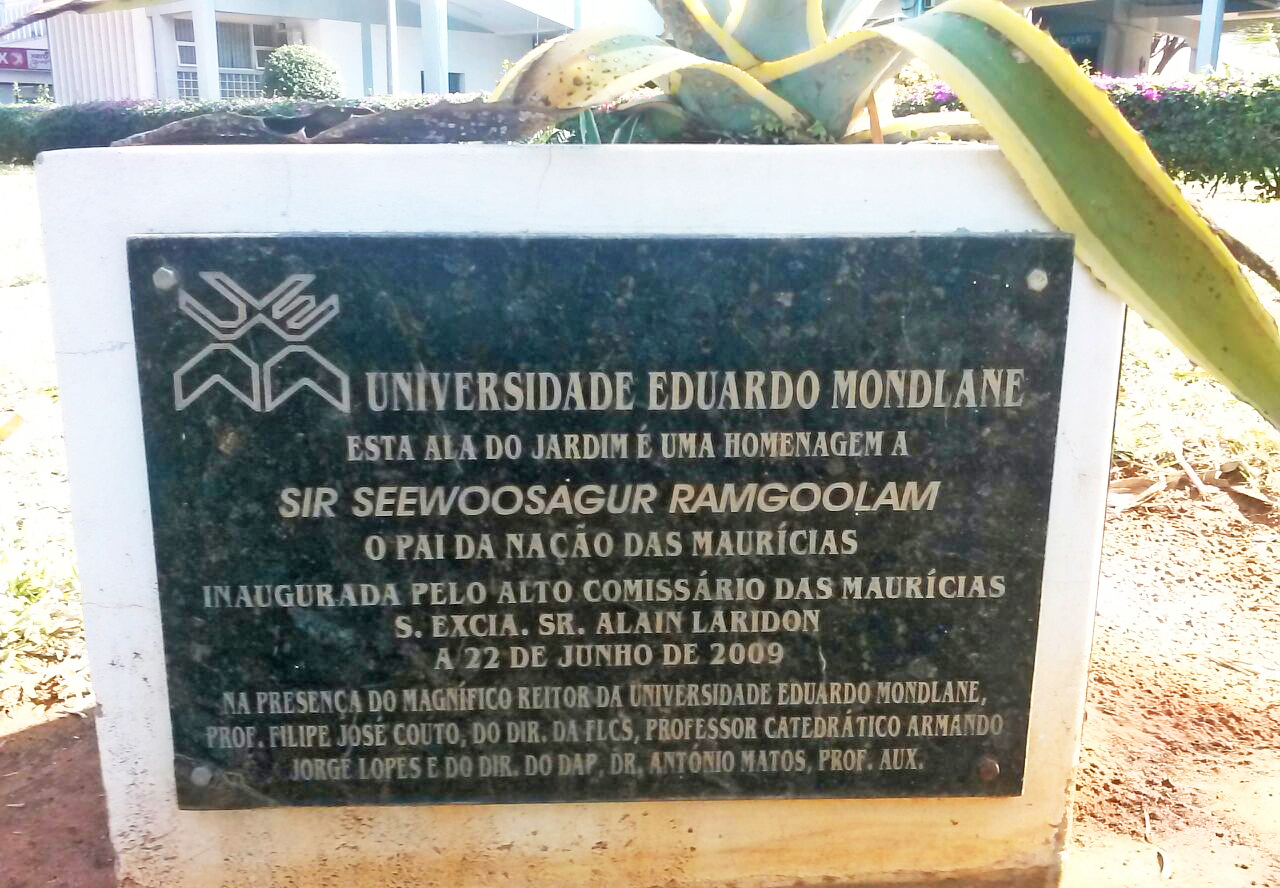 UNIVERSIDADE EDUARDO MONDLANE
ESTA ALA DO JARDIM É UMA HOMENAGEM A
SIR SEEWOOSAGUR RAMGOOLAM
O PAI DA NAÇÃO DAS MAURÍCIAS
INAUGURADA PELO ALTO COMISSÁRIO DAS MAURÍCIAS
S. EXCIA. SR. ALAIN LARIDON
A 22 DE JUNHO DE 2009
NA PRESENÇA DO MAGNÍFICO REITOR DA UNIVERSIDADE EDUARDO MONDLANE,
PROF. FILIPE JOSÉ COUTO, DO DIR. DA FLCS, PROFESSOR CATEDRÁTICO ARMANDO
JORGE LOPES E DO DIR. DO DAP, DR. ANTÓNIO MATOS, PROF. AUX.